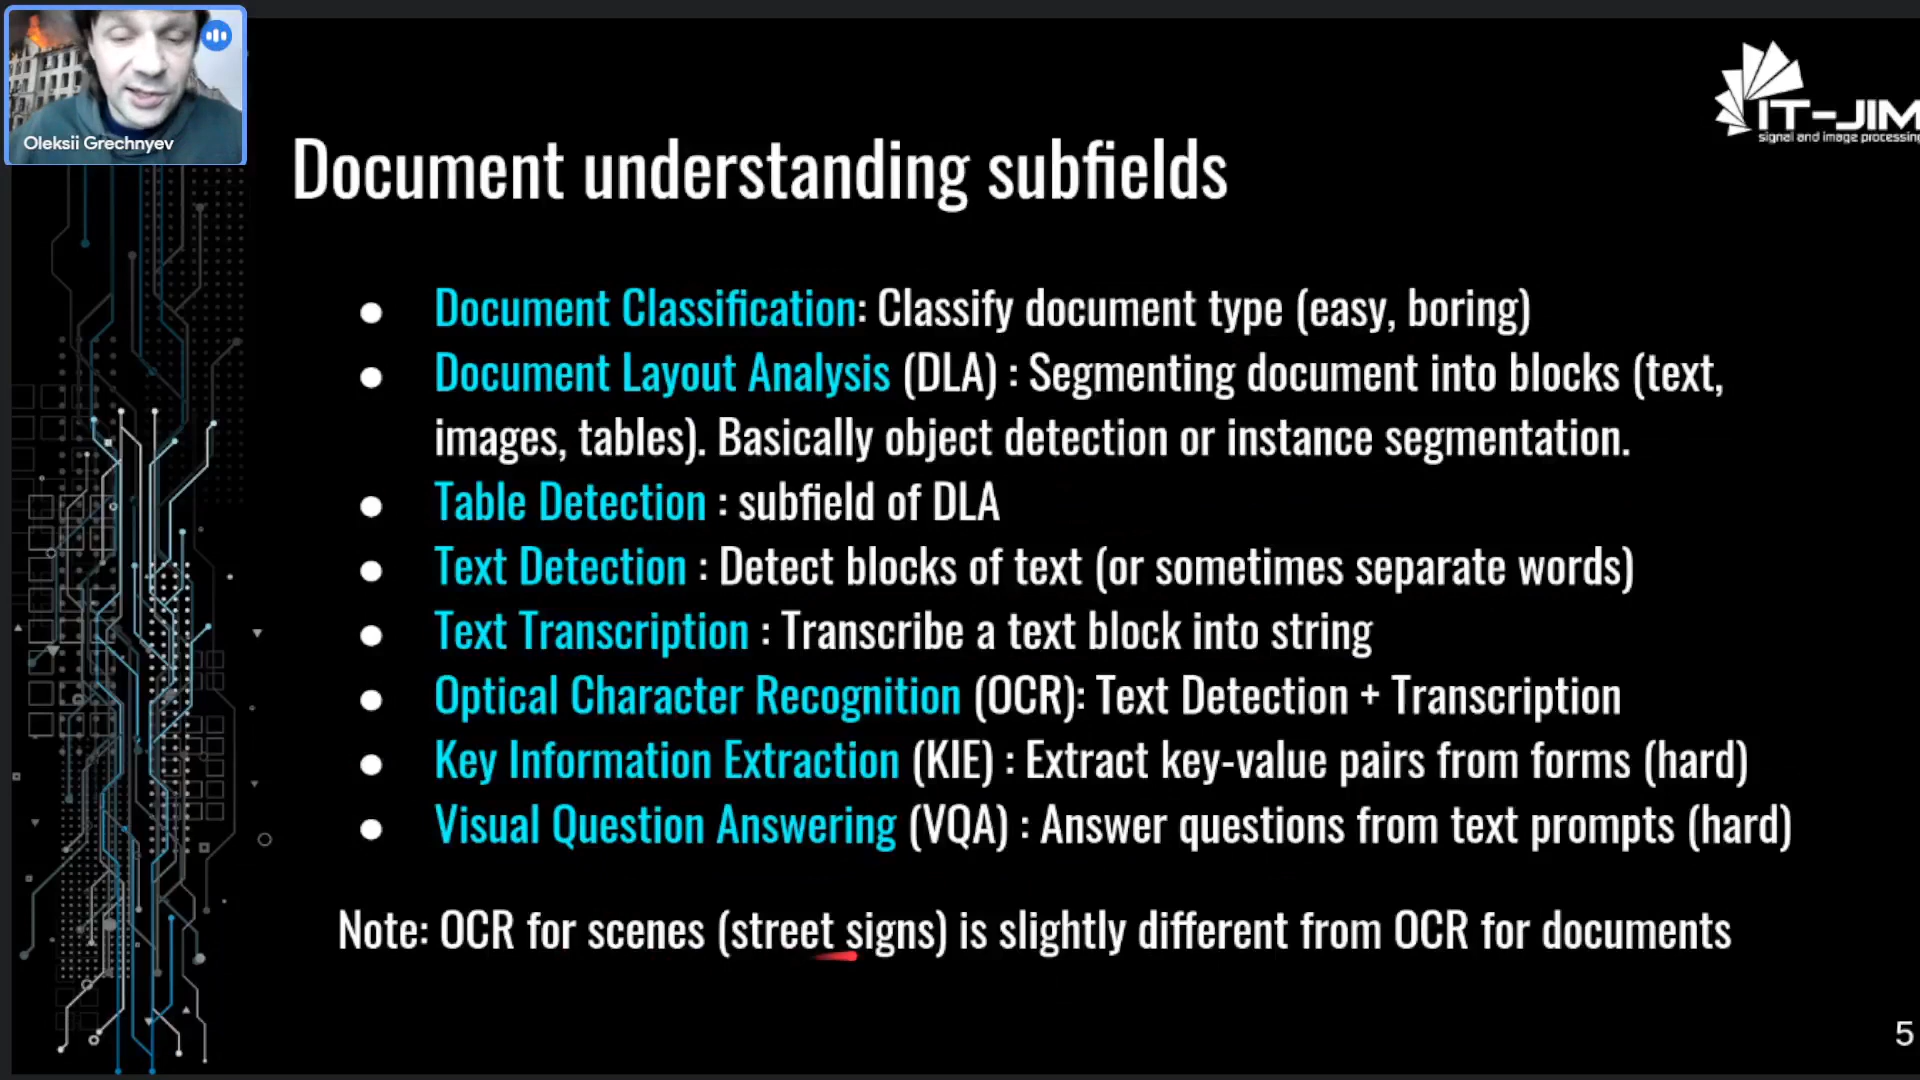 Oleksii Grechnyev
IT-JIM
signal and image processing
Document understanding subfields
● Document Classification: Classify document type (easy, boring)
● Document Layout Analysis (DLA) : Segmenting document into blocks (text,
images, tables). Basically object detection or instance segmentation.
● Table Detection : subfield of DLA
● Text Detection : Detect blocks of text (or sometimes separate words)
● Text Transcription : Transcribe a text block into string
● Optical Character Recognition (OCR): Text Detection + Transcription
● Key Information Extraction (KIE) : Extract key-value pairs from forms (hard)
● Visual Question Answering (VQA) : Answer questions from text prompts (hard)
Note: OCR for scenes (street signs) is slightly different from OCR for documents
5